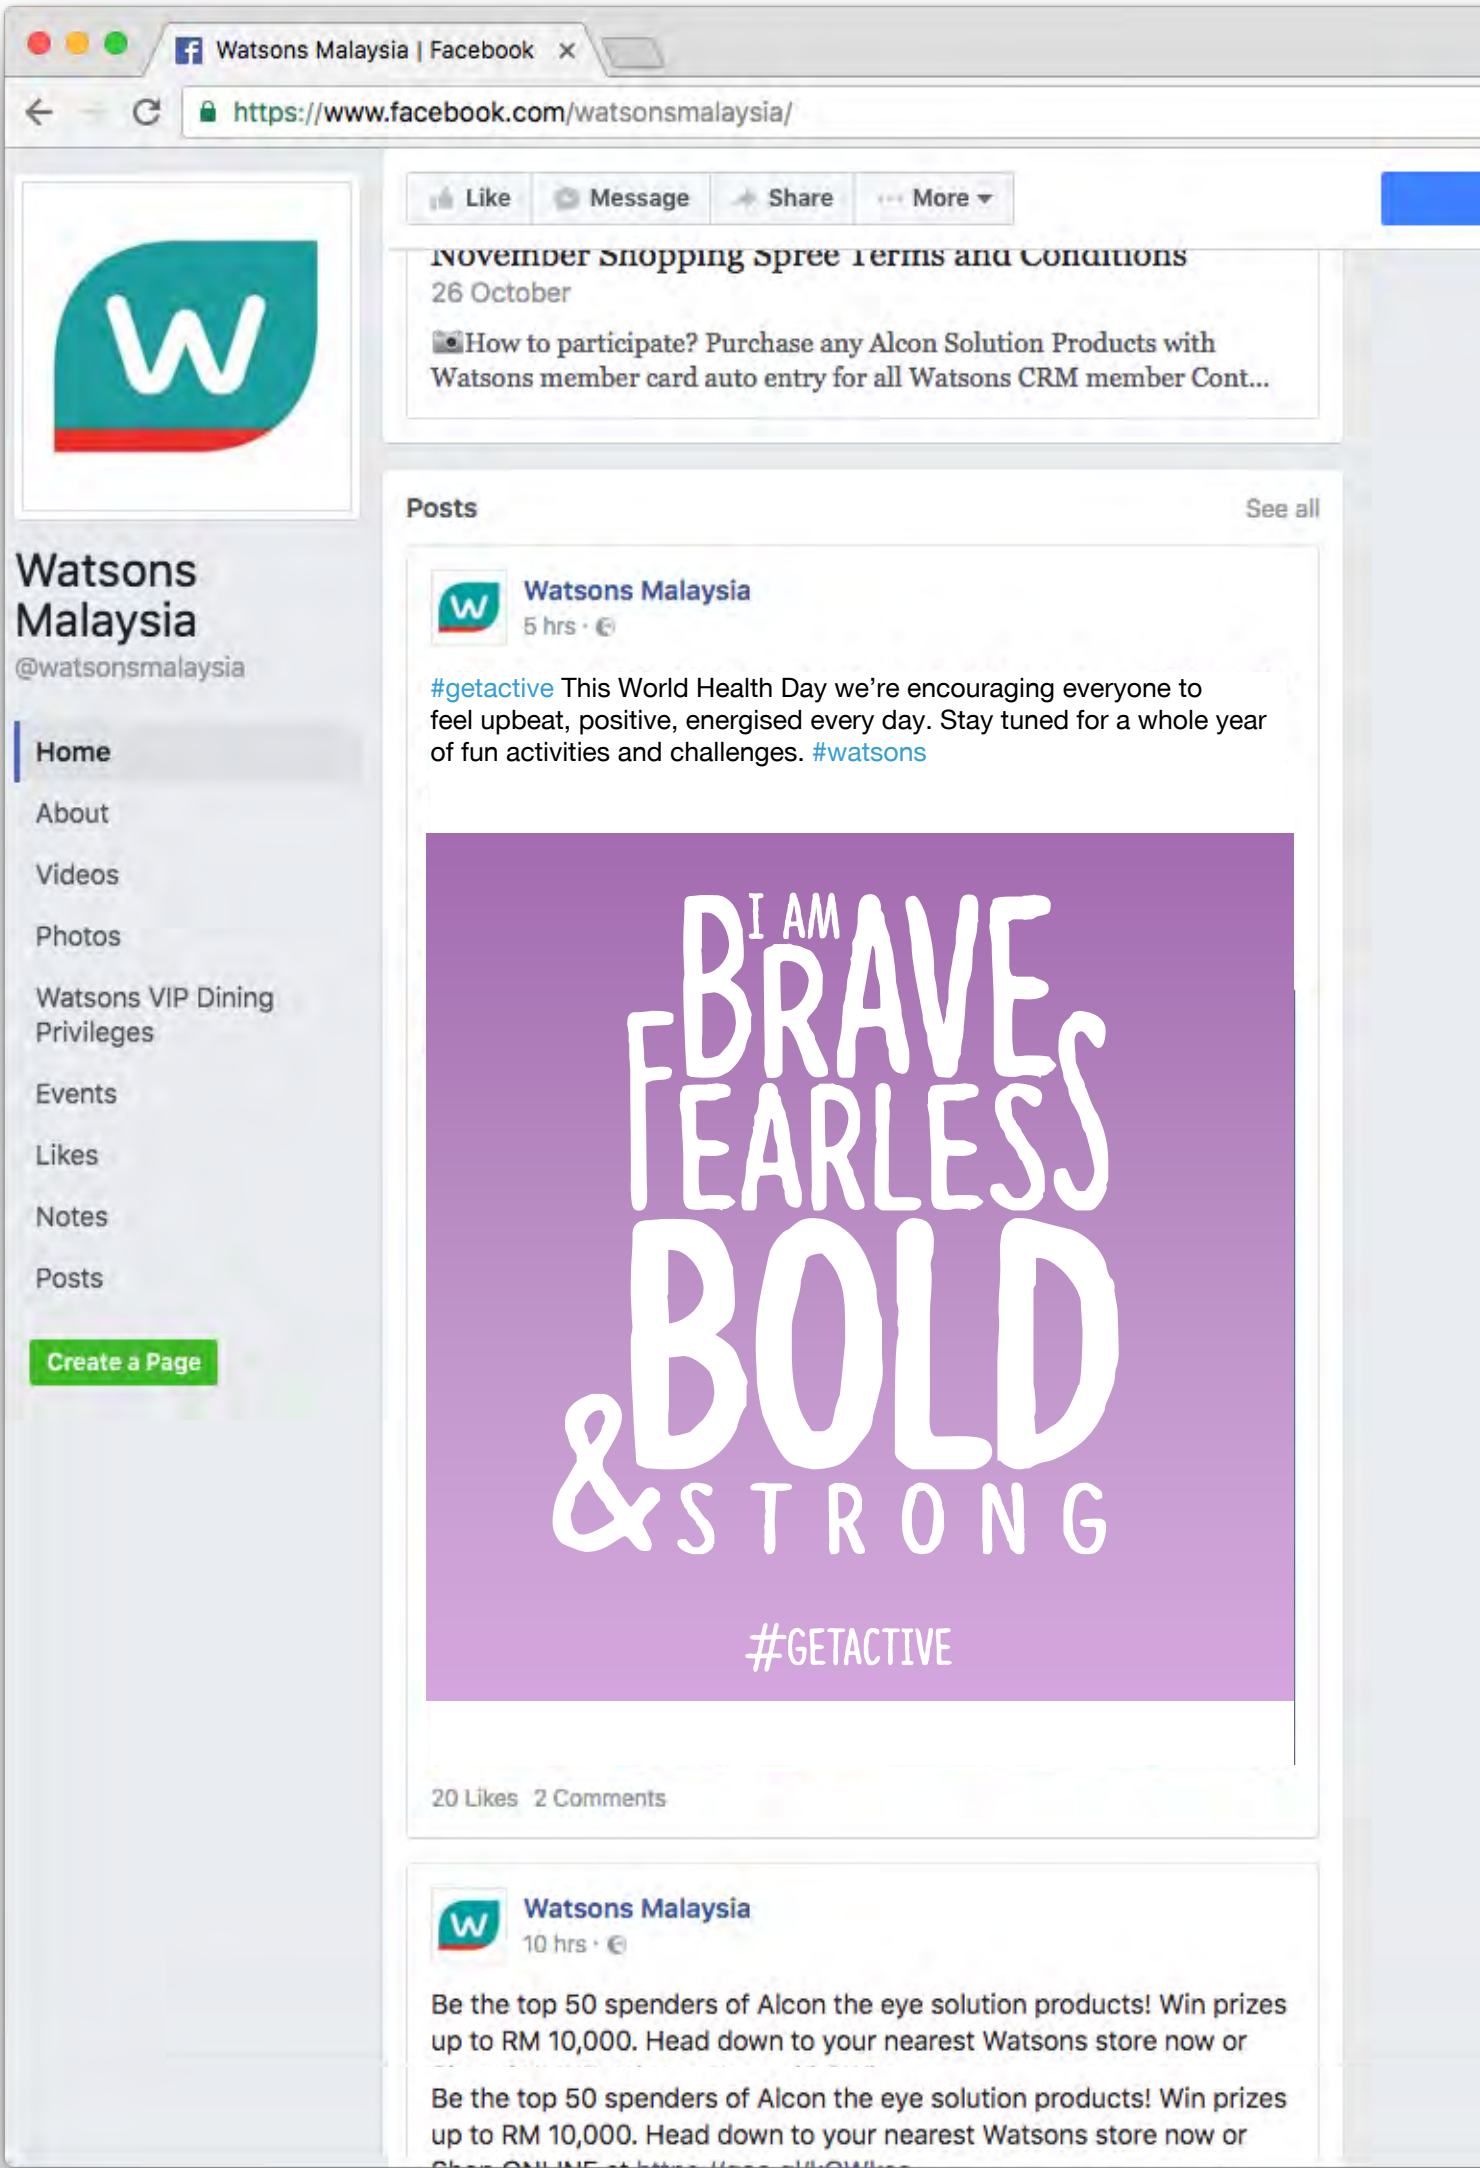 Watsons Malaysia | Facebook
https://www.facebook.com/watsonsmalaysia/
Like Message Share More
November Shopping Spree Terms and Conditions
26 October
How to participate? Purchase any Alcon Solution Products with
Watsons member card auto entry for all Watsons CRM member Cont...
W
Watsons
Malaysia
@watsonsmalaysia
Home
About
Videos
Photos
Watsons VIP Dining
Privileges
Events
Likes
Notes
Posts
Create a Page
Posts See all
W
Watsons Malaysia
5 hrs
#getactive This World Health Day we're encouraging everyone to
feel upbeat, positive, energised every day. Stay tuned for a whole year
of fun activities and challenges. #watsons
I AM
BRAVE
FEARLESS
BOLD
& STRONG
#GETACTIVE
20 Likes 2 Comments
W
Watsons Malaysia
10 hrs
Be the top 50 spenders of Alcon the eye solution products! Win prizes
up to RM 10,000. Head down to your nearest Watsons store now or
Be the top 50 spenders of Alcon the eye solution products! Win prizes
up to RM 10,000. Head down to your nearest Watsons store now or